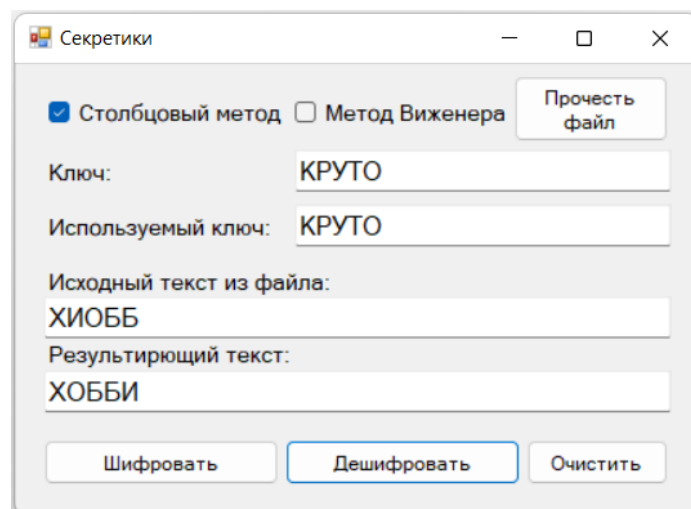 Секретики
Столбцовый метод Метод Виженера Прочесть
файл
Ключ: КРУТО
Используемый ключ: КРУТО
Исходный текст из файла:
ХИОББ
Результирющий текст:
ХОББИ
Шифровать Дешифровать Очистить